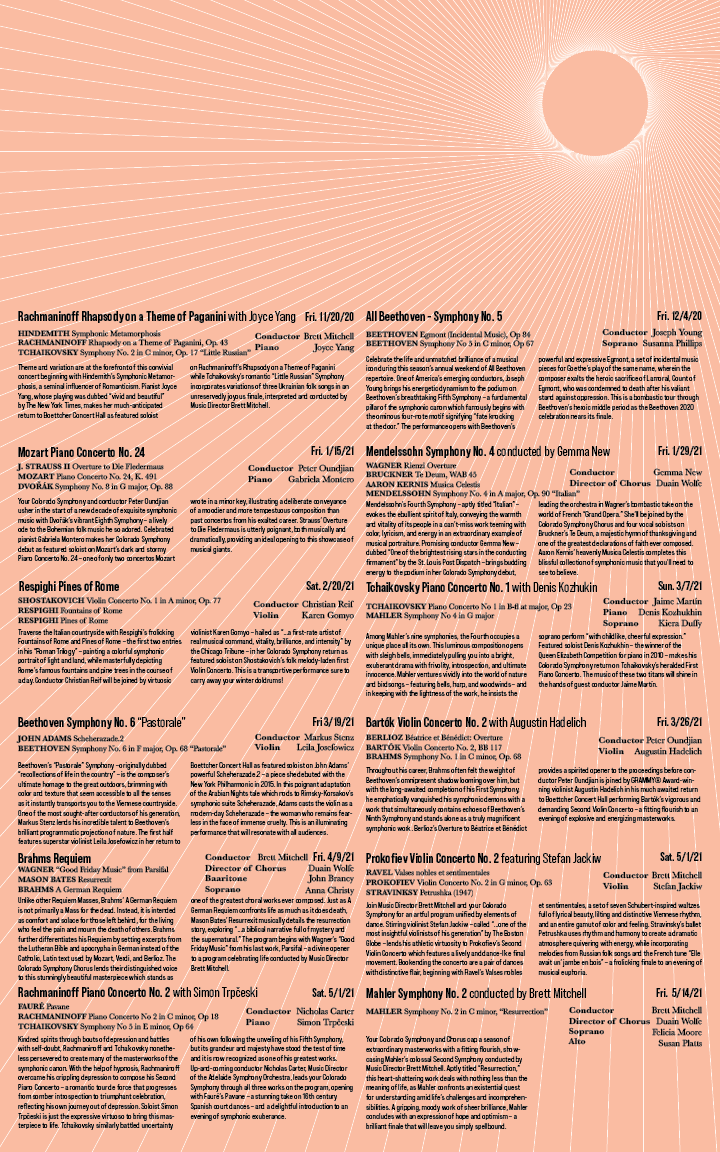 Rachmaninoff Rhapsody on a Theme of Paganini with Joyce Yang Fri. 11/20/20
HINDEMITH Symphonic Metamorphosis
RACHMANINOFF Rhapsody on a Theme of Paganini, Op. 43
TCHAIKOVSKY Symphony No. 2 in C minor, Op. 17 “Little Russian”
Conductor Brett Mitchell
Piano Joyce Yang
Theme and variation are at the forefront of this convivial
concert beginning with Hindemith's Symphonic Metamor-
phosis, a seminal influencer of Romanticism. Pianist Joyce
Yang, whose playing was dubbed “vivid and beautiful”
by The New York Times, makes her much-anticipated
return to Boettcher Concert Hall as featured soloist
on Rachmaninoff's Rhapsody on a Theme of Paganini
while Tchaikovsky's romantic “Little Russian” Symphony
incorporates variations of three Ukrainian folk songs in an
unreservedly joyous finale, interpreted and conducted by
Music Director Brett Mitchell.
All Beethoven - Symphony No. 5 Fri. 12/4/20
BEETHOVEN Egmont (Incidental Music), Op 84
BEETHOVEN Symphony No 5 in C minor, Op 67
Conductor Joseph Young
Soprano Susanna Phillips
Celebrate the life and unmatched brilliance of a musical
icon during this season's annual weekend of All Beethoven
repertoire. One of America's emerging conductors, Joseph
Young brings his energetic dynamism to the podium on
Beethoven's breathtaking Fifth Symphony – a fundamental
pillar of the symphonic canon which famously begins with
the ominous four-note motif signifying “fate knocking
at the door.” The performance opens with Beethoven's
powerful and expressive Egmont, a set of incidental music
pieces for Goethe's play of the same name, wherein the
composer exalts the heroic sacrifice of Lamoral, Count of
Egmont, who was condemned to death after his valiant
stand against oppression. This is a bombastic tour through
Beethoven's heroic middle period as the Beethoven 2020
celebration nears its finale.
Mozart Piano Concerto No. 24 Fri. 1/15/21
J. STRAUSS II Overture to Die Fledermaus
MOZART Piano Concerto No. 24, K. 491
DVOŘÁK Symphony No. 8 in G major, Op. 88
Conductor Peter Oundjian
Piano Gabriela Montero
Your Colorado Symphony and conductor Peter Oundjian
usher in the start of a new decade of exquisite symphonic
music with Dvořák's vibrant Eighth Symphony – a lively
ode to the Bohemian folk music he so adored. Celebrated
pianist Gabriela Montero makes her Colorado Symphony
debut as featured soloist on Mozart's dark and stormy
Piano Concerto No. 24 – one of only two concertos Mozart
wrote in a minor key, illustrating a deliberate conveyance
of a moodier and more tempestuous composition than
past concertos from his exalted career. Strauss' Overture
to Die Fledermaus is utterly poignant, both musically and
dramatically, providing an ideal opening to this showcase of
musical giants.
Mendelssohn Symphony No. 4 conducted by Gemma New Fri. 1/29/21
WAGNER Rienzi Overture
BRUCKNER Te Deum, WAB 45
AARON KERNIS Musica Celestis
MENDELSSOHN Symphony No. 4 in A major, Op. 90 “Italian”
Conductor Gemma New
Director of Chorus Duain Wolfe
Mendelssohn's Fourth Symphony – aptly titled “Italian” –
evokes the ebullient spirit of Italy, conveying the warmth
and vitality of its people in a can't-miss work teeming with
color, lyricism, and energy in an extraordinary example of
musical portraiture. Promising conductor Gemma New –
dubbed “One of the brightest rising stars in the conducting
firmament” by the St. Louis Post Dispatch – brings budding
energy to the podium in her Colorado Symphony debut,
leading the orchestra in Wagner's bombastic take on the
world of French “Grand Opera.” She'll be joined by the
Colorado Symphony Chorus and four vocal soloists on
Bruckner's Te Deum, a majestic hymn of thanksgiving and
one of the greatest declarations of faith ever composed.
Aaron Kernis' heavenly Musica Celestis completes this
blissful collection of symphonic music that you'll need to
see to believe.
Respighi Pines of Rome Sat. 2/20/21
SHOSTAKOVICH Violin Concerto No. 1 in A minor, Op. 77
RESPIGHI Fountains of Rome
RESPIGHI Pines of Rome
Conductor Christian Reif
Violin Karen Gomyo
Traverse the Italian countryside with Respighi's frolicking
Fountains of Rome and Pines of Rome – the first two entries
in his “Roman Trilogy” – painting a colorful symphonic
portrait of light and land, while masterfully depicting
Rome's famous fountains and pine trees in the course of
a day. Conductor Christian Reif will be joined by virtuosic
violinist Karen Gomyo – hailed as “…a first-rate artist of
real musical command, vitality, brilliance, and intensity” by
the Chicago Tribune – in her Colorado Symphony return as
featured soloist on Shostakovich's folk melody-laden first
Violin Concerto. This is a transportive performance sure to
carry away your winter doldrums!
Tchaikovsky Piano Concerto No. 1 with Denis Kozhukin Sun. 3/7/21
TCHAIKOVSKY Piano Concerto No 1 in B-fl at major, Op 23
MAHLER Symphony No 4 in G major
Conductor Jaime Martin
Piano Denis Kozhukhin
Soprano Kiera Duffy
Among Mahler's nine symphonies, the Fourth occupies a
unique place all its own. This luminous composition opens
with sleigh bells, immediately pulling you into a bright,
exuberant drama with frivolity, introspection, and ultimate
innocence. Mahler ventures vividly into the world of nature
and bird songs – featuring bells, harp, and woodwinds – and
in keeping with the lightness of the work, he insists the
soprano perform “with childlike, cheerful expression.”
Featured soloist Denis Kozhukhin – the winner of the
Queen Elizabeth Competition for piano in 2010 – makes his
Colorado Symphony return on Tchaikovsky's heralded First
Piano Concerto. The music of these two titans will shine in
the hands of guest conductor Jaime Martin.
Beethoven Symphony No. 6 “Pastorale” Fri 3/19/21
JOHN ADAMS Scheherazade.2
BEETHOVEN Symphony No. 6 in F major, Op. 68 “Pastorale”
Conductor Markus Stenz
Violin Leila Josefowicz
Beethoven's “Pastoral” Symphony – originally dubbed
“recollections of life in the country” – is the composer's
ultimate homage to the great outdoors, brimming with
color and texture that seem accessible to all the senses
as it instantly transports you to the Viennese countryside.
One of the most sought-after conductors of his generation,
Markus Stenz lends his incredible talent to Beethoven's
brilliant programmatic projection of nature. The first half
features superstar violinist Leila Josefowicz in her return to
Boettcher Concert Hall as featured soloist on John Adams'
powerful Scheherazade.2 – a piece she debuted with the
New York Philharmonic in 2015. In this poignant adaptation
of the Arabian Nights tale which nods to Rimsky-Korsakov's
symphonic suite Scheherazade, Adams casts the violin as a
modern-day Scheherazade – the woman who remains fear-
less in the face of immense cruelty. This is an illuminating
performance that will resonate with all audiences.
Bartók Violin Concerto No. 2 with Augustin Hadelich Fri. 3/26/21
BERLIOZ Béatrice et Bénédict: Overture
BARTÓK Violin Concerto No. 2, BB 117
BRAHMS Symphony No. 1 in C minor, Op. 68
Conductor Peter Oundjian
Violin Augustin Hadelich
Throughout his career, Brahms often felt the weight of
Beethoven's omnipresent shadow looming over him, but
with the long-awaited completion of his First Symphony,
he emphatically vanquished his symphonic demons with a
work that simultaneously contains echoes of Beethoven's
Ninth Symphony and stands alone as a truly magnificent
symphonic work .Berlioz's Overture to Béatrice et Bénédict
provides a spirited opener to the proceedings before con-
ductor Peter Oundjian is joined by GRAMMY® Award-win-
ning violinist Augustin Hadelich in his much awaited return
to Boettcher Concert Hall performing Bartók's vigorous and
demanding Second Violin Concerto – a fitting flourish to an
evening of explosive and energizing masterworks.
Brahms Requiem Fri. 4/9/21
WAGNER “Good Friday Music” from Parsifal
MASON BATES Resurrexit
BRAHMS A German Requiem
Conductor Brett Mitchell
Director of Chorus Duain Wolfe
Baaritone John Brancy
Soprano Anna Christy
Unlike other Requiem Masses, Brahms' A German Requiem
is not primarily a Mass for the dead. Instead, it is intended
as comfort and solace for those left behind, for the living
who feel the pain and mourn the death of others. Brahms
further differentiates his Requiem by setting excerpts from
the Lutheran Bible and apocrypha in German instead of the
Catholic, Latin text used by Mozart, Verdi, and Berlioz. The
Colorado Symphony Chorus lends their distinguished voice
to this stunningly beautiful masterpiece which stands as
one of the greatest choral works ever composed. Just as A
German Requiem confronts life as much as it does death,
Mason Bates' Resurrexit musically details the resurrection
story, exploring “…a biblical narrative full of mystery and
the supernatural.” The program begins with Wagner's “Good
Friday Music” from his last work, Parsifal – a divine opener
to a program celebrating life conducted by Music Director
Brett Mitchell.
Prokofiev Violin Concerto No. 2 featuring Stefan Jackiw Sat. 5/1/21
RAVEL Valses nobles et sentimentales
PROKOFIEV Violin Concerto No. 2 in G minor, Op. 63
STRAVINSKY Petrushka (1947)
Conductor Brett Mitchell
Violin Stefan Jackiw
Join Music Director Brett Mitchell and your Colorado
Symphony for an artful program unified by elements of
dance. Stirring violinist Stefan Jackiw – called “…one of the
most insightful violinists of his generation” by The Boston
Globe – lends his athletic virtuosity to Prokofiev's Second
Violin Concerto which features a lively and dance-like final
movement. Bookending the concerto are a pair of dances
with distinctive flair, beginning with Ravel's Valses nobles
et sentimentales, a set of seven Schubert-inspired waltzes
full of lyrical beauty, lilting and distinctive Viennese rhythm,
and an entire gamut of color and feeling. Stravinsky's ballet
Petrushka uses rhythm and harmony to create a dramatic
atmosphere quivering with energy, while incorporating
melodies from Russian folk songs and the French tune “Elle
avait un' jambe en bois” – a frolicking finale to an evening of
musical euphoria.
Rachmaninoff Piano Concerto No. 2 with Simon Trpčeski Sat. 5/1/21
FAURÉ Pavane
RACHMANINOFF Piano Concerto No 2 in C minor, Op 18
TCHAIKOVSKY Symphony No 5 in E minor, Op 64
Conductor Nicholas Carter
Piano Simon Trpčeski
Kindred spirits through bouts of depression and battles
with self-doubt, Rachmaninoff and Tchaikovsky nonethe-
less persevered to create many of the masterworks of the
symphonic canon. With the help of hypnosis, Rachmaninoff
overcame his crippling depression to compose his Second
Piano Concerto – a romantic tour de force that progresses
from somber introspection to triumphant celebration,
reflecting his own journey out of depression. Soloist Simon
Trpčeski is just the expressive virtuoso to bring this mas-
terpiece to life. Tchaikovsky similarly battled uncertainty
of his own following the unveiling of his Fifth Symphony,
but its grandeur and majesty have stood the test of time
and it is now recognized as one of his greatest works.
Up-and-coming conductor Nicholas Carter, Music Director
of the Adelaide Symphony Orchestra, leads your Colorado
Symphony through all three works on the program, opening
with Fauré's Pavane – a stunning take on 16th century
Spanish court dances – and a delightful introduction to an
evening of symphonic exuberance.
Mahler Symphony No. 2 conducted by Brett Mitchell Fri. 5/14/21
MAHLER Symphony No. 2 in C minor, “Resurrection”
Conductor Brett Mitchell
Director of Chorus Duain Wolfe
Soprano Felicia Moore
Alto Susan Platts
Your Colorado Symphony and Chorus cap a season of
extraordinary masterworks with a fitting flourish, show-
casing Mahler's colossal Second Symphony conducted by
Music Director Brett Mitchell. Aptly titled “Resurrection,”
this heart-shattering work deals with nothing less than the
meaning of life, as Mahler confronts an existential quest
for understanding amid life's challenges and incomprehen-
sibilities. A gripping, moody work of sheer brilliance, Mahler
concludes with an expression of hope and optimism – a
brilliant finale that will leave you simply spellbound.